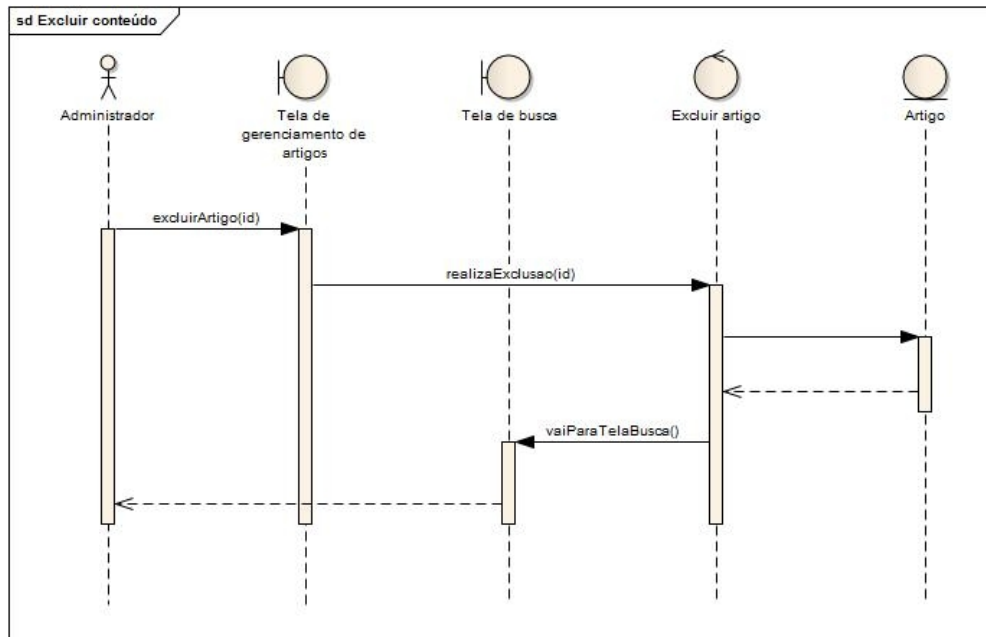 sd Excluir conteúdo
Administrador
Tela de
gerenciamento de
artigos
Tela de busca
Excluir artigo
Artigo
excluirArtigo(id)
realizaExclusao(id)
vaiParaTelaBusca()